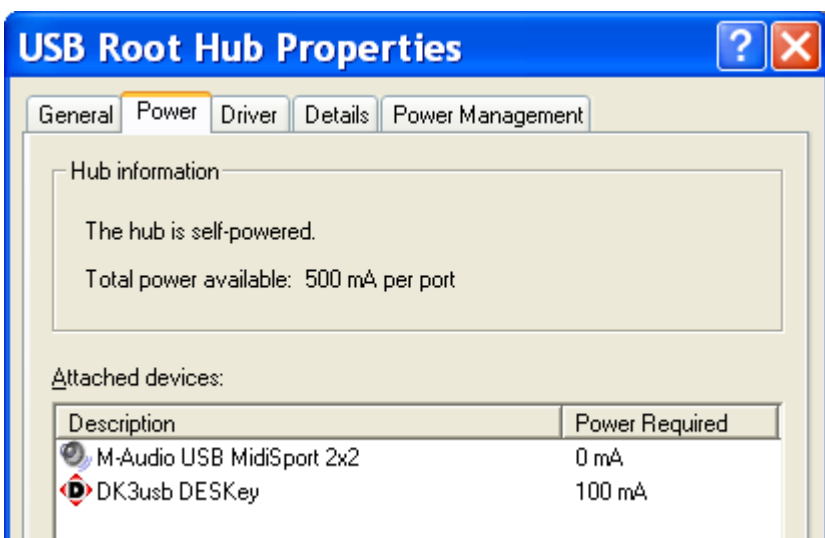 USB Root Hub Properties
?
General Power Driver Details Power Management
Hub information
The hub is self-powered.
Total power available: 500 mA per port
Attached devices:
Description Power Required
M-Audio USB MidiSport 2x2 0 mA
D DK3usb DESKey 100 mA